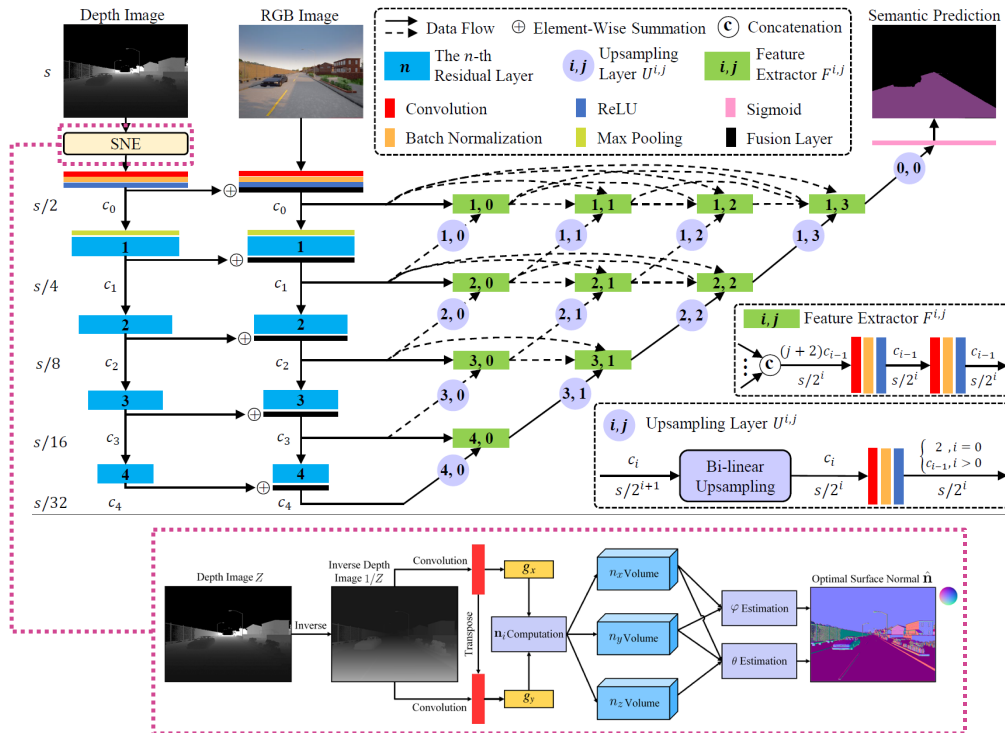 Depth Image
RGB Image
Semantic Prediction
Data Flow
⊕ Element-Wise Summation
c Concatenation
n The n-th Residual Layer
i,j Upsampling Layer U^{i,j}
i,j Feature Extractor F^{i,j}
Convolution
ReLU
Sigmoid
Batch Normalization
Max Pooling
Fusion Layer
s
SNE
s/2
c_0
c_0
1, 0
1, 1
1, 2
1, 3
0, 0
1
1
1, 0
1, 1
1, 2
1, 3
s/4
c_1
c_1
2, 0
2, 1
2, 2
2
2
2, 0
2, 1
2, 2
s/8
c_2
c_2
3, 0
3, 1
3
3
3, 0
3, 1
s/16
c_3
c_3
4, 0
4
4
4, 0
s/32
c_4
c_4
i,j Feature Extractor F^{i,j}
c
(j + 2)c_{i−1}
c_{i−1}
c_{i−1}
s/2^i
s/2^i
s/2^i
i,j Upsampling Layer U^{i,j}
c_i
Bi-linear
Upsampling
c_i
{ 2 , i = 0
c_{i−1}, i > 0
s/2^{i+1}
s/2^i
s/2^i
Depth Image Z
Inverse
Inverse Depth
Image 1/Z
Convolution
Transpose
Convolution
g_x
g_y
n_i Computation
n_x Volume
n_y Volume
n_z Volume
φ Estimation
θ Estimation
Optimal Surface Normal n̂